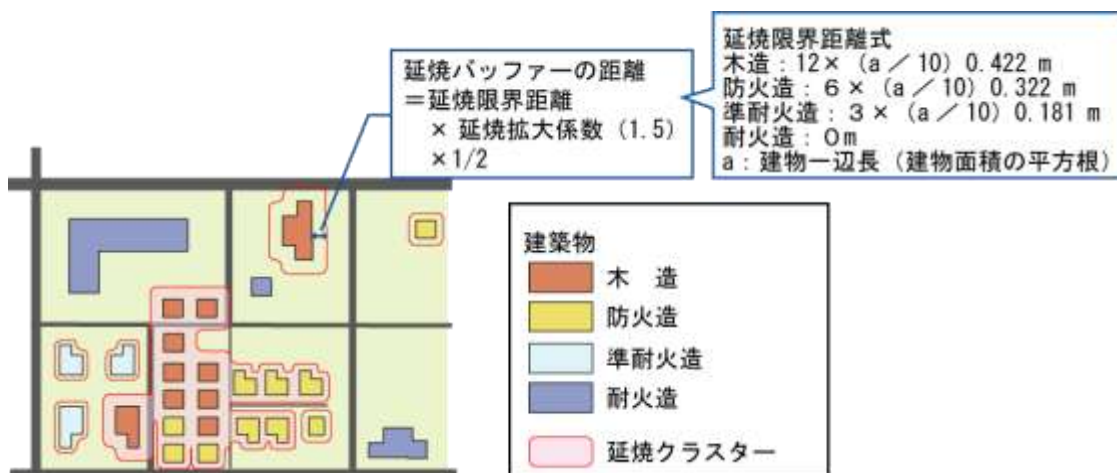 延焼バッファーの距離
＝延焼限界距離
× 延焼拡大係数（1.5）
×1/2
延焼限界距離式
木造：12×（a／10）0.422 m
防火造：6×（a／10）0.322 m
準耐火造：3×（a／10）0.181 m
耐火造：0m
a：建物一辺長（建物面積の平方根）
建築物
木　造
防火造
準耐火造
耐火造
延焼クラスター